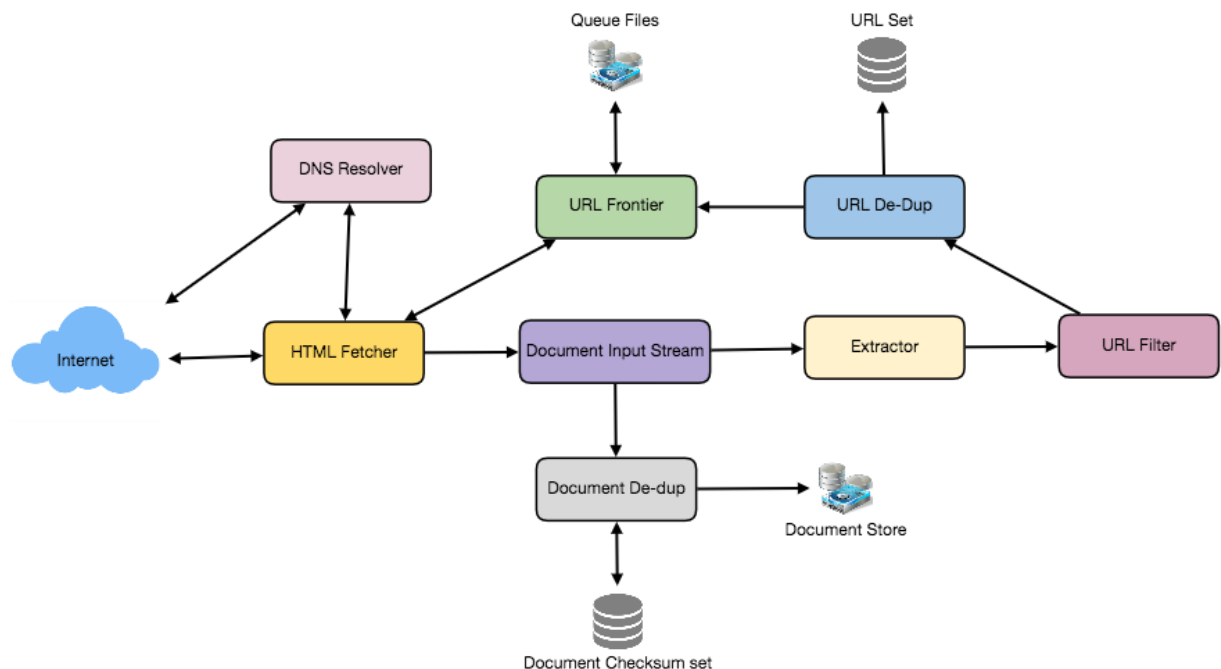 Queue Files
URL Set
DNS Resolver
URL Frontier
URL De-Dup
Internet
HTML Fetcher
Document Input Stream
Extractor
URL Filter
Document De-dup
Document Store
Document Checksum set